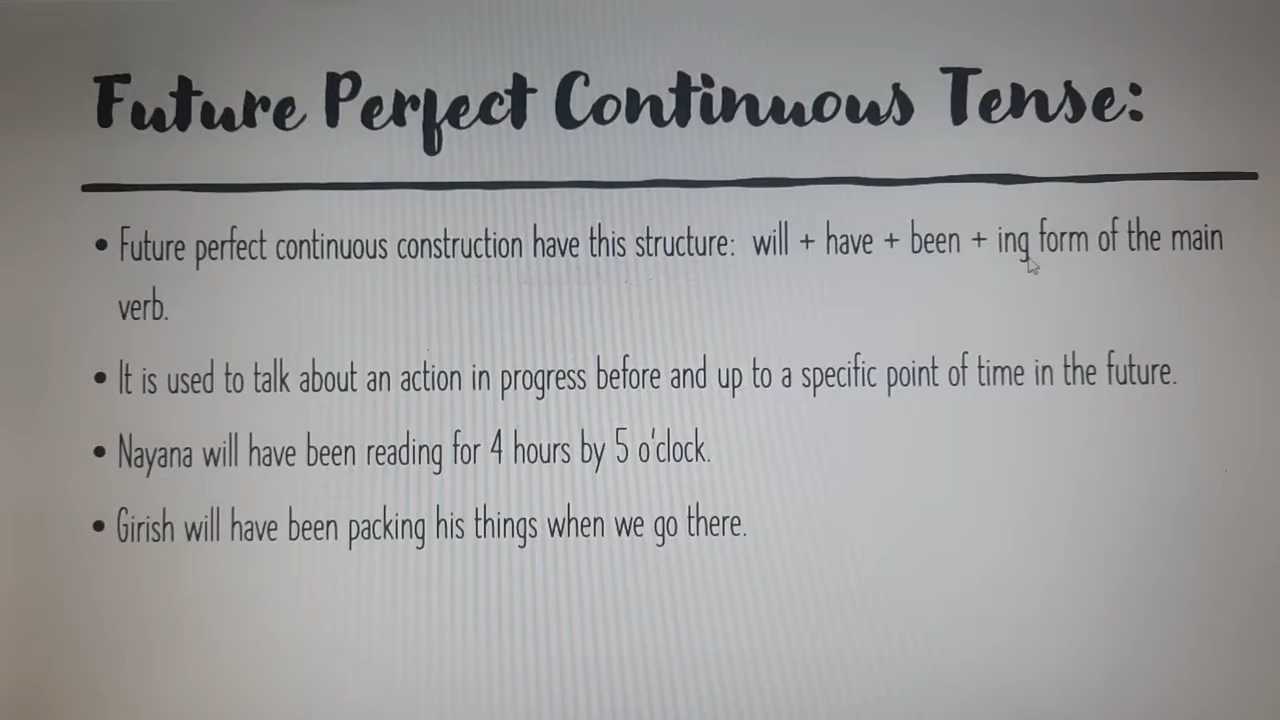 Future Perfect Continuous Tense:
• Future perfect continuous construction have this structure: will + have + been + ing form of the main
verb.
• It is used to talk about an action in progress before and up to a specific point of time in the future.
• Nayana will have been reading for 4 hours by 5 o'clock.
• Girish will have been packing his things when we go there.